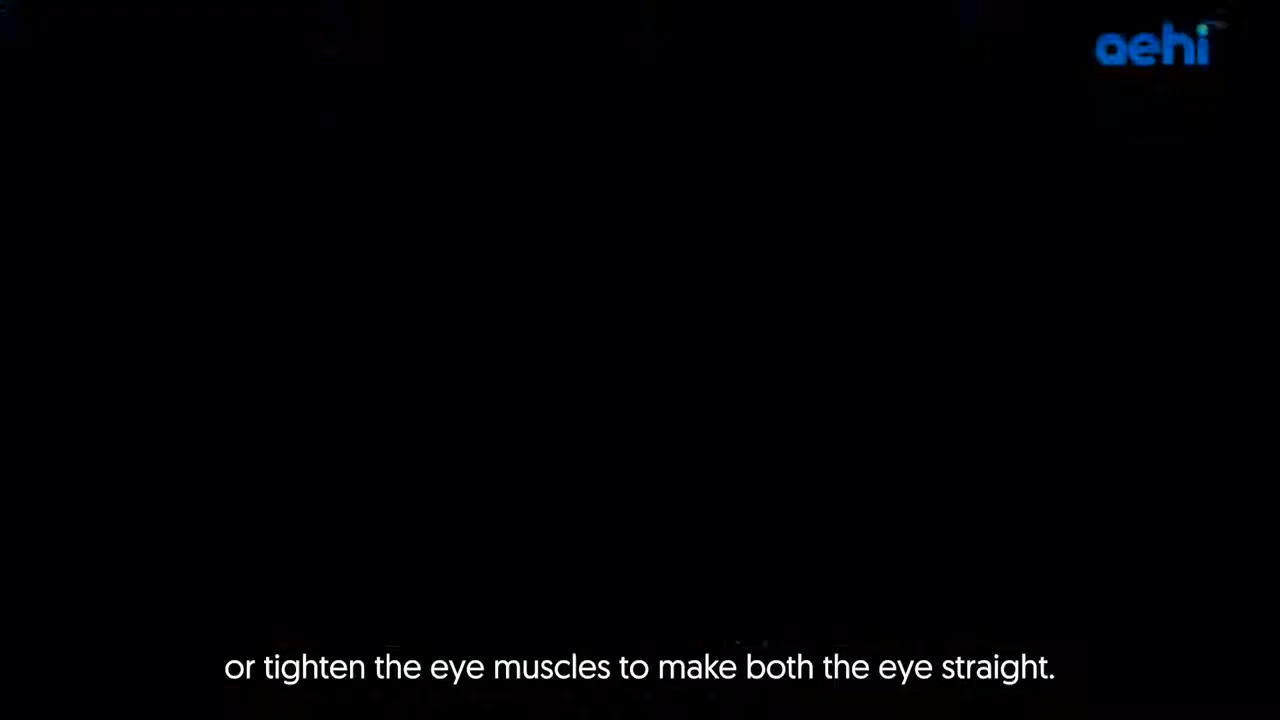 aehi
or tighten the eye muscles to make both the eye straight.